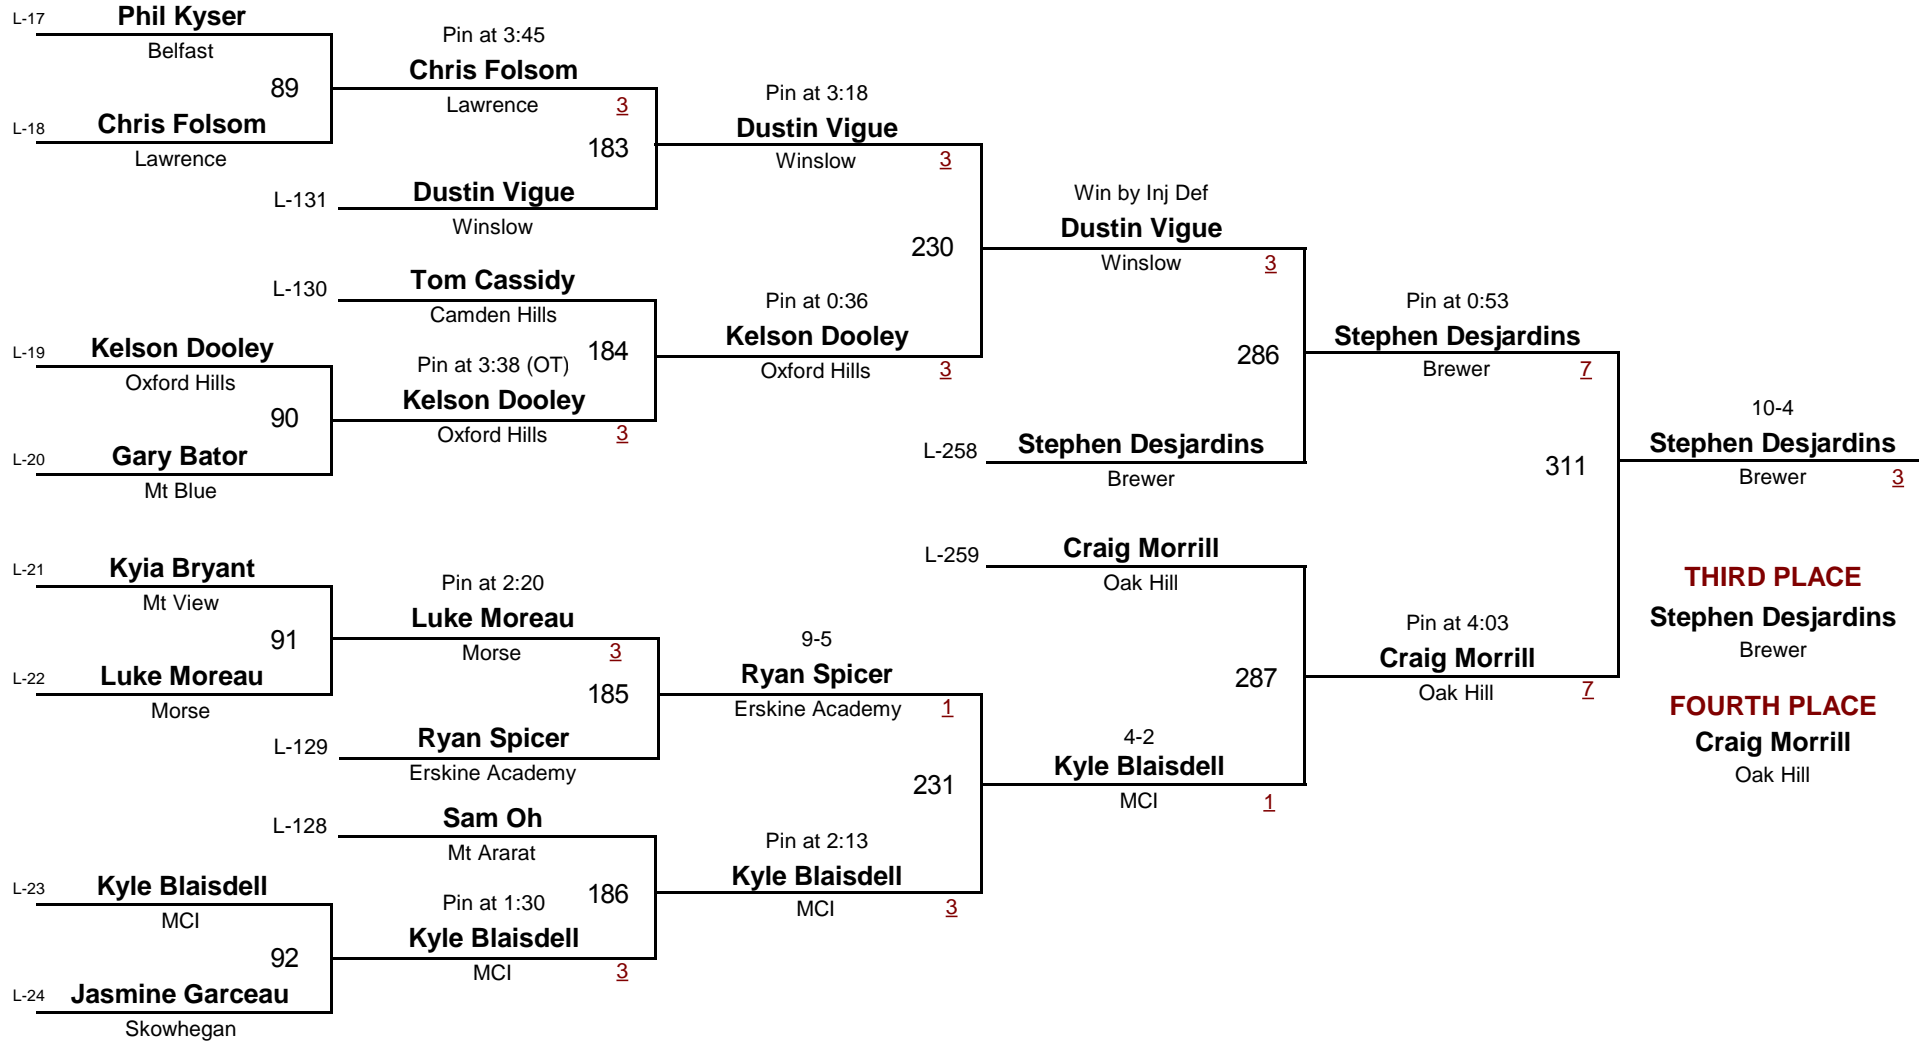 L-17 Phil Kyser
Belfast
89
L-18 Chris Folsom
Lawrence
Pin at 3:45
Chris Folsom
Lawrence 3
183
L-131 Dustin Vigue
Winslow
Pin at 3:18
Dustin Vigue
Winslow 3
L-130 Tom Cassidy
Camden Hills
184
L-19 Kelson Dooley
Oxford Hills
90
L-20 Gary Bator
Mt Blue
Pin at 3:38 (OT)
Kelson Dooley
Oxford Hills 3
Pin at 0:36
Kelson Dooley
Oxford Hills 3
230
Win by Inj Def
Dustin Vigue
Winslow 3
286
L-258 Stephen Desjardins
Brewer
Pin at 0:53
Stephen Desjardins
Brewer 7
L-21 Kyia Bryant
Mt View
91
L-22 Luke Moreau
Morse
Pin at 2:20
Luke Moreau
Morse 3
185
L-129 Ryan Spicer
Erskine Academy
9-5
Ryan Spicer
Erskine Academy 1
L-128 Sam Oh
Mt Ararat
186
L-23 Kyle Blaisdell
MCI
92
L-24 Jasmine Garceau
Skowhegan
Pin at 1:30
Kyle Blaisdell
MCI 3
Pin at 2:13
Kyle Blaisdell
MCI 3
231
L-259 Craig Morrill
Oak Hill
287
4-2
Kyle Blaisdell
MCI 1
Pin at 4:03
Craig Morrill
Oak Hill 7
311
10-4
Stephen Desjardins
Brewer 3
THIRD PLACE
Stephen Desjardins
Brewer
FOURTH PLACE
Craig Morrill
Oak Hill